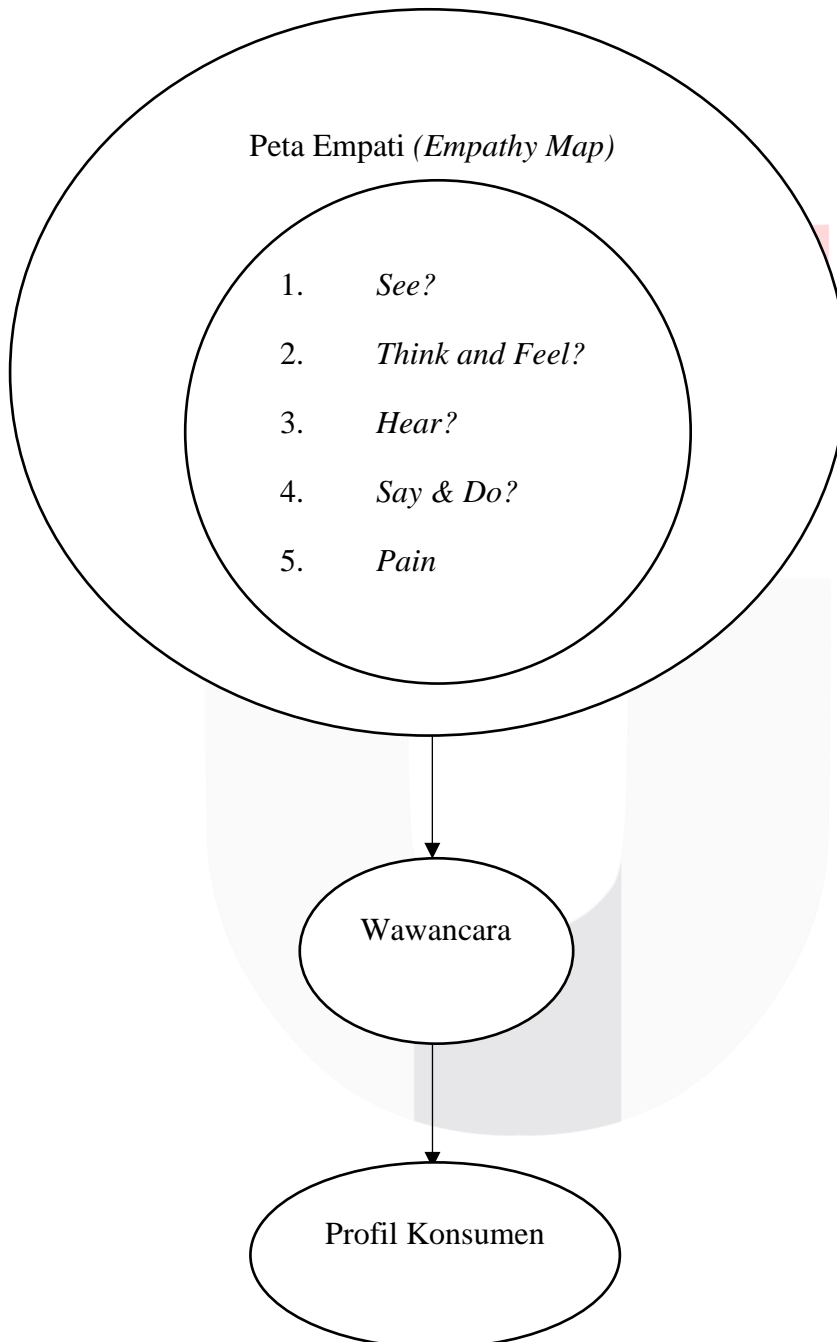 Peta Empati (Empathy Map)
1. See?
2. Think and Feel?
3. Hear?
4. Say & Do?
5. Pain
Wawancara
Profil Konsumen